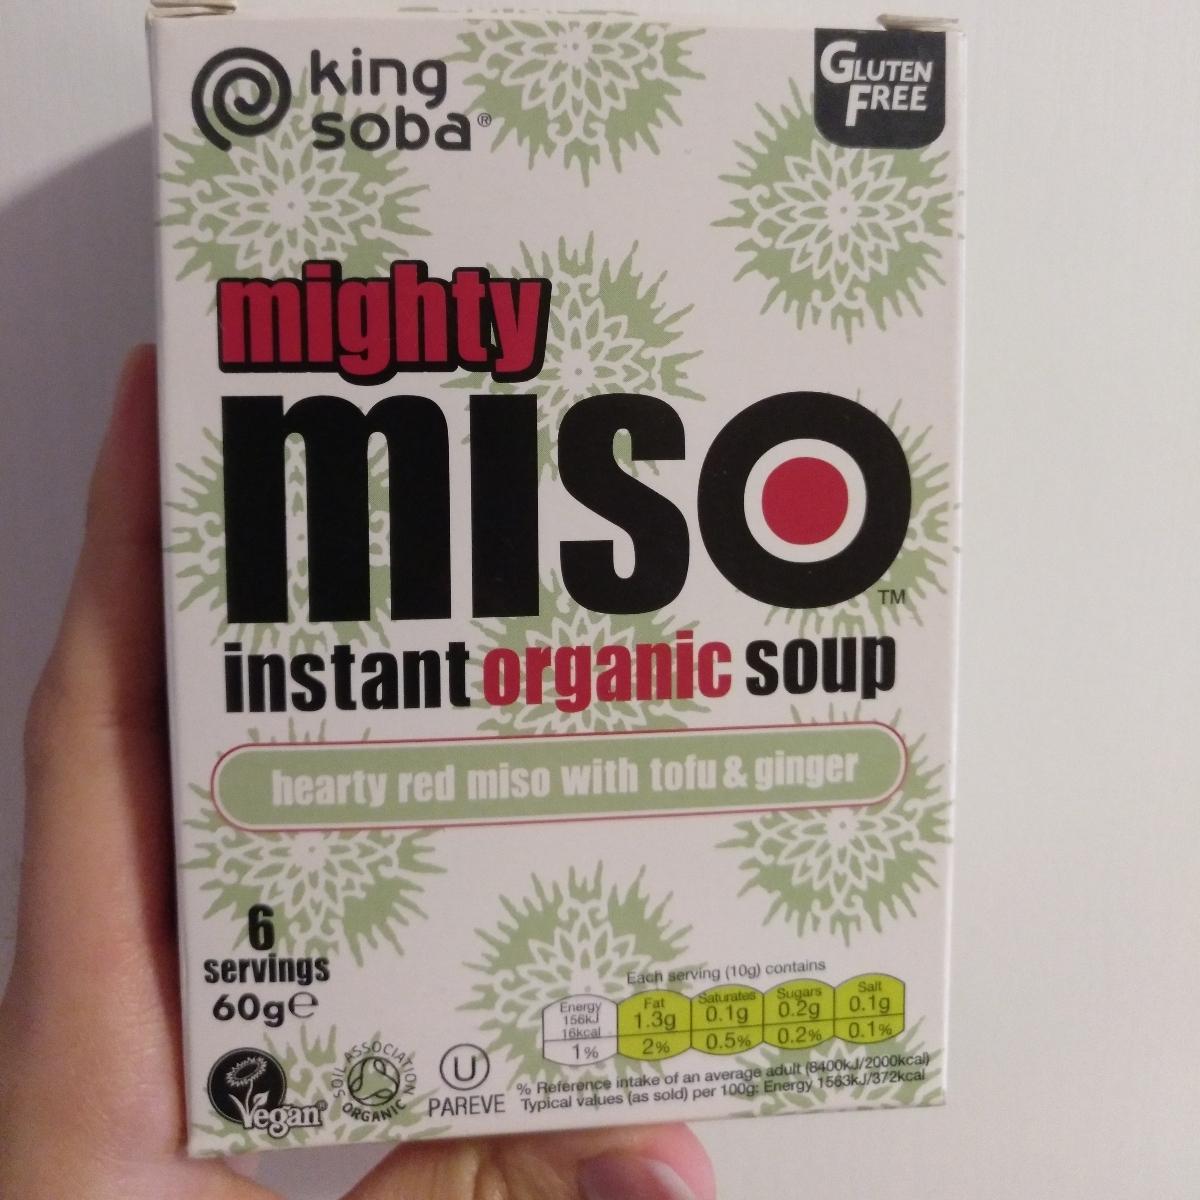 king
soba®
GLUTEN
FREE
mighty
mISO
TM
instant organic soup
hearty red miso with tofu & ginger
6
servings
60g℮
Each serving (10g) contains
Energy
156kJ
16kcal
1%
Fat
1.3g
2%
Saturates
0.1g
0.5%
Sugars
0.2g
0.2%
Salt
0.1g
0.1%
% Reference intake of an average adult (8400kJ/2000kcal)
Typical values (as sold) per 100g: Energy 1563kJ/372kcal
Vegan
SOIL ASSOCIATION
ORGANIC
U
PAREVE